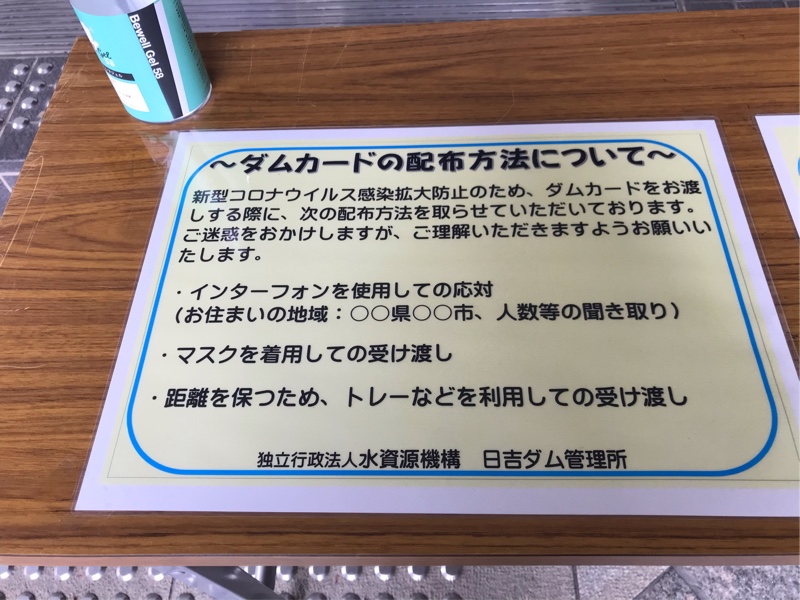 Bewell Gel 58
～ダムカードの配布方法について～
新型コロナウイルス感染拡大防止のため、ダムカードをお渡
しする際に、次の配布方法を取らせていただいております。
ご迷惑をおかけしますが、ご理解いただきますようお願いい
たします。
・インターフォンを使用しての応対
（お住まいの地域：○○県○○市、人数等の聞き取り）
・マスクを着用しての受け渡し
・距離を保つため、トレーなどを利用しての受け渡し
独立行政法人水資源機構 日吉ダム管理所